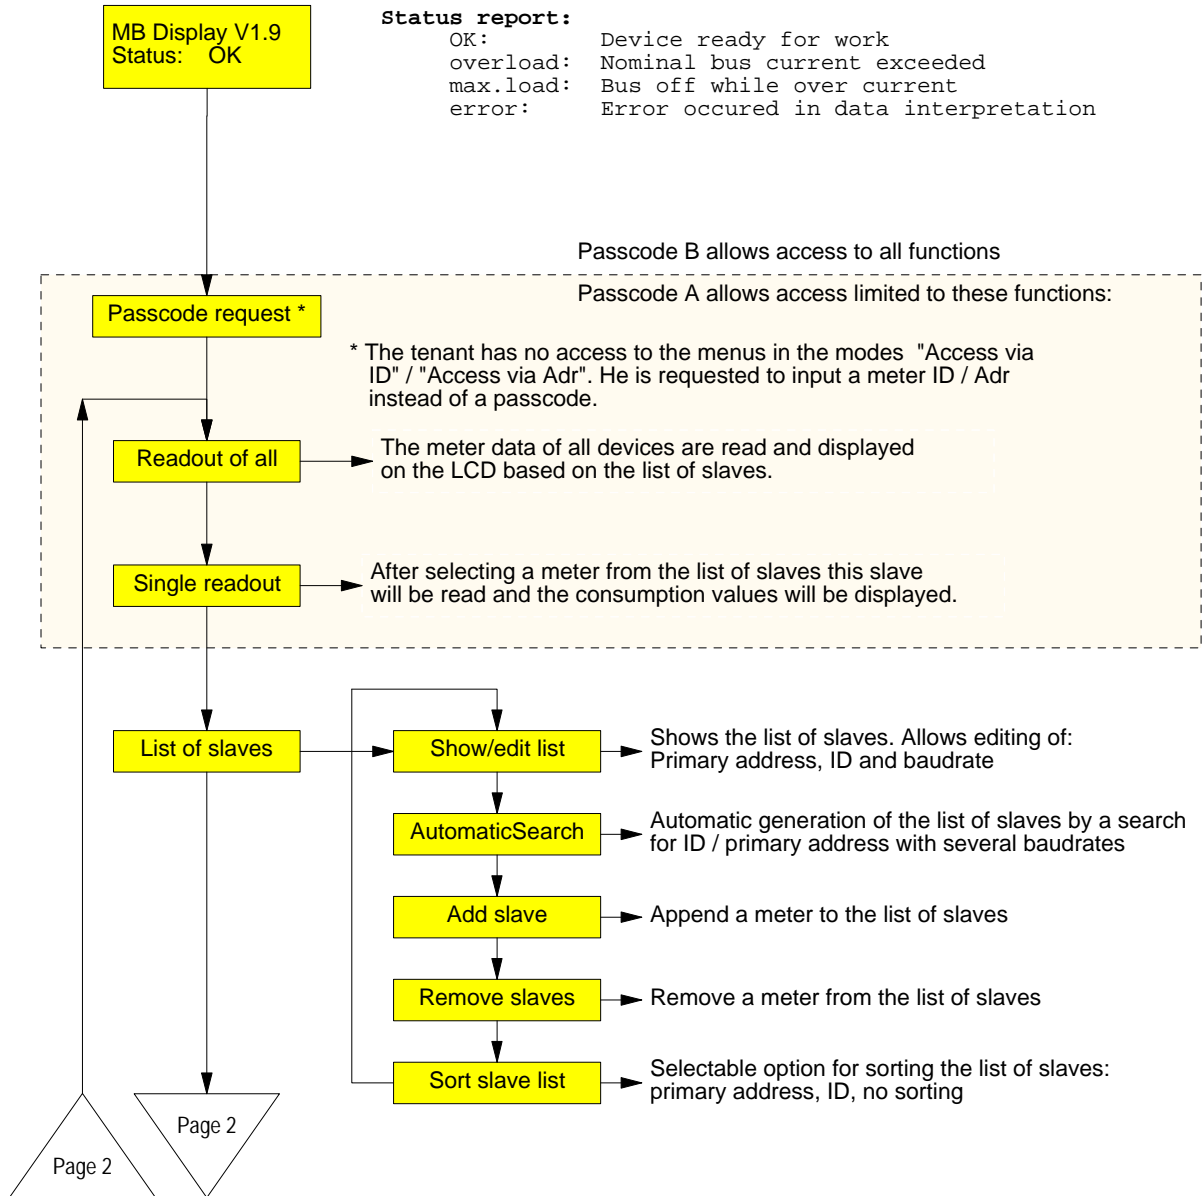 MB Display V1.9
Status: OK
Status report:
OK: Device ready for work
overload: Nominal bus current exceeded
max.load: Bus off while over current
error: Error occured in data interpretation
Passcode B allows access to all functions
Passcode A allows access limited to these functions:
Passcode request *
* The tenant has no access to the menus in the modes "Access via
ID" / "Access via Adr". He is requested to input a meter ID / Adr
instead of a passcode.
Readout of all
The meter data of all devices are read and displayed
on the LCD based on the list of slaves.
Single readout
After selecting a meter from the list of slaves this slave
will be read and the consumption values will be displayed.
List of slaves
Show/edit list
Shows the list of slaves. Allows editing of:
Primary address, ID and baudrate
AutomaticSearch
Automatic generation of the list of slaves by a search
for ID / primary address with several baudrates
Add slave
Append a meter to the list of slaves
Remove slaves
Remove a meter from the list of slaves
Sort slave list
Selectable option for sorting the list of slaves:
primary address, ID, no sorting
Page 2
Page 2